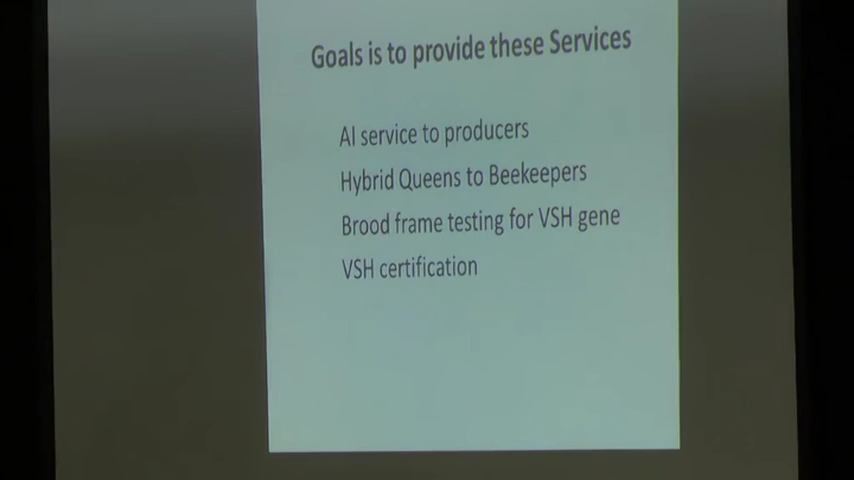 Goals is to provide these Services
AI service to producers
Hybrid Queens to Beekeepers
Brood frame testing for VSH gene
VSH certification